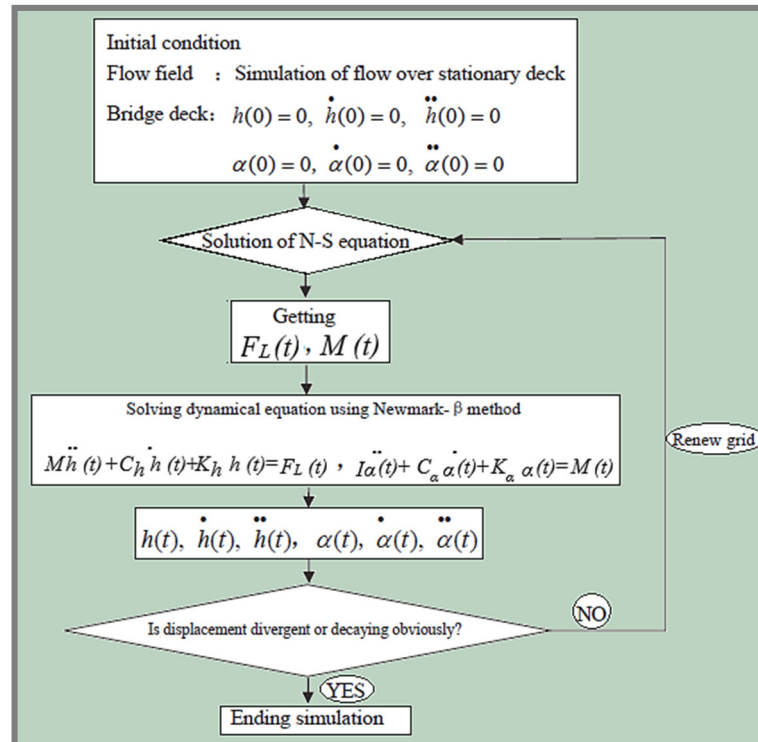 Initial condition
Flow field : Simulation of flow over stationary deck
Bridge deck: h(0) = 0, ḣ(0) = 0, ḧ(0) = 0
α(0) = 0, α̇(0) = 0, α̈(0) = 0
Solution of N-S equation
Getting
F_L(t), M(t)
Solving dynamical equation using Newmark-β method
Mḧ(t)+C_h ḣ(t)+K_h h(t)=F_L(t), Iα̈(t)+ C_α α̇(t)+K_α α(t)=M(t)
Renew grid
h(t), ḣ(t), ḧ(t), α(t), α̇(t), α̈(t)
Is displacement divergent or decaying obviously?
NO
YES
Ending simulation